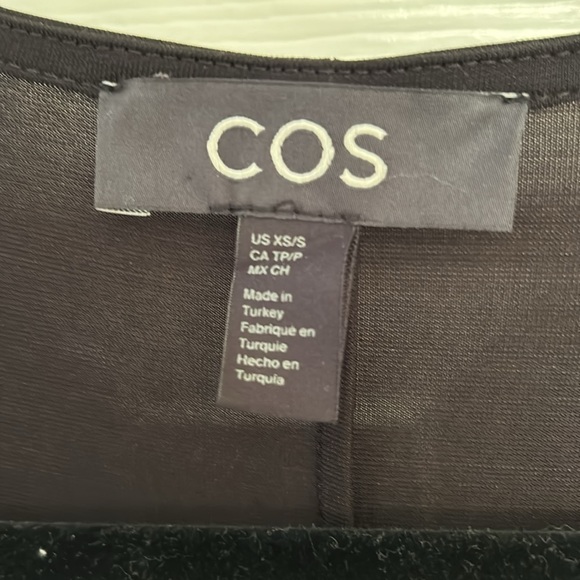 COS
US XS/S
CA TP/P
MX CH
Made in
Turkey
Fabriqué en
Turquie
Hecho en
Turquía